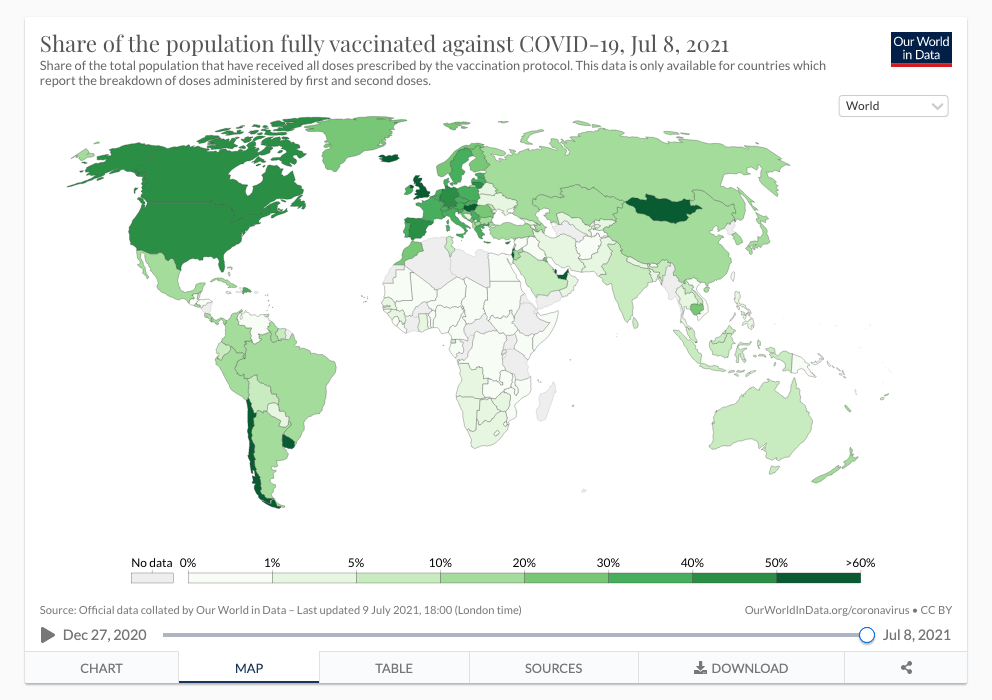 Share of the population fully vaccinated against COVID-19, Jul 8, 2021
Share of the total population that have received all doses prescribed by the vaccination protocol. This data is only available for countries which
report the breakdown of doses administered by first and second doses.
Our World
in Data
World
No data 0% 1% 5% 10% 20% 30% 40% 50% >60%
Source: Official data collated by Our World in Data – Last updated 9 July 2021, 18:00 (London time)
OurWorldInData.org/coronavirus • CC BY
Dec 27, 2020
Jul 8, 2021
CHART
MAP
TABLE
SOURCES
DOWNLOAD